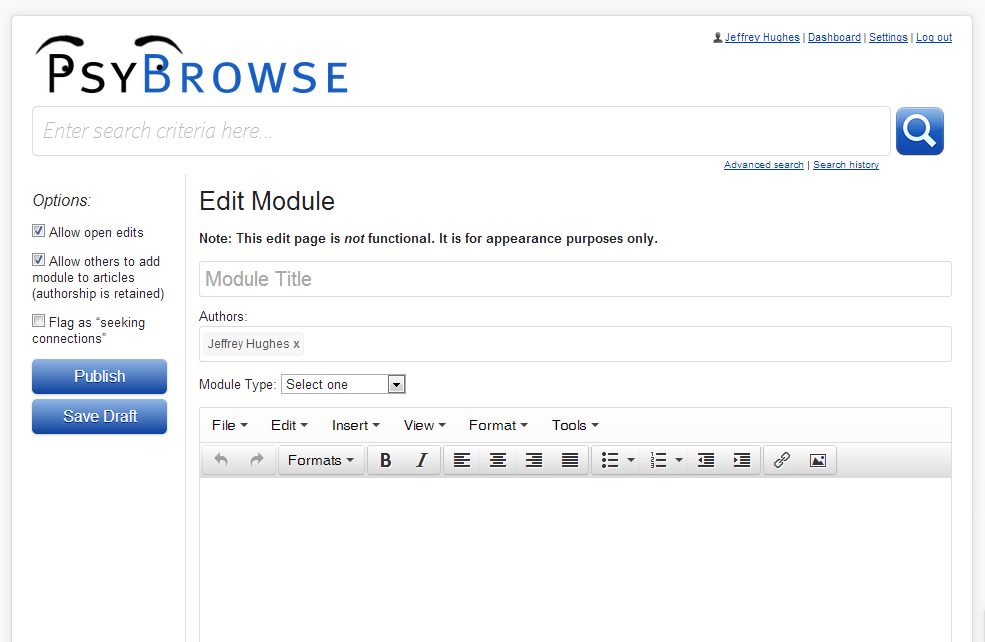 PSYBROWSE
Jeffrey Hughes | Dashboard | Settings | Log out
Enter search criteria here...
Advanced search | Search history
Options:
Allow open edits
Allow others to add
module to articles
(authorship is retained)
Flag as “seeking
connections”
Publish
Save Draft
Edit Module
Note: This edit page is not functional. It is for appearance purposes only.
Module Title
Authors:
Jeffrey Hughes x
Module Type: Select one
File Edit Insert View Format Tools
Formats B I